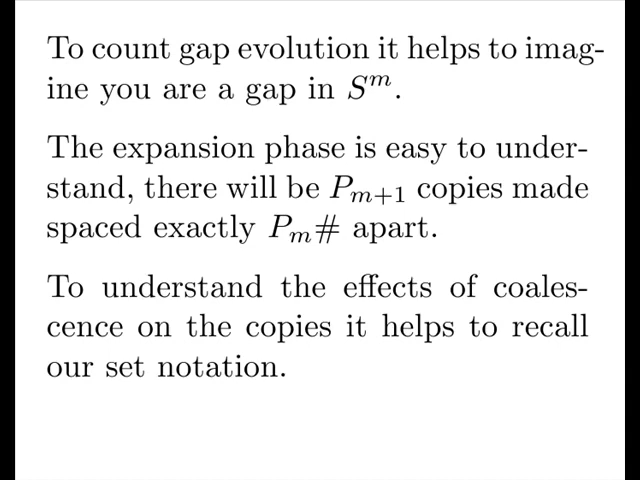 To count gap evolution it helps to imag-
ine you are a gap in $S^m$.
The expansion phase is easy to under-
stand, there will be $P_{m+1}$ copies made
spaced exactly $P_m\#$ apart.
To understand the effects of coales-
cence on the copies it helps to recall
our set notation.